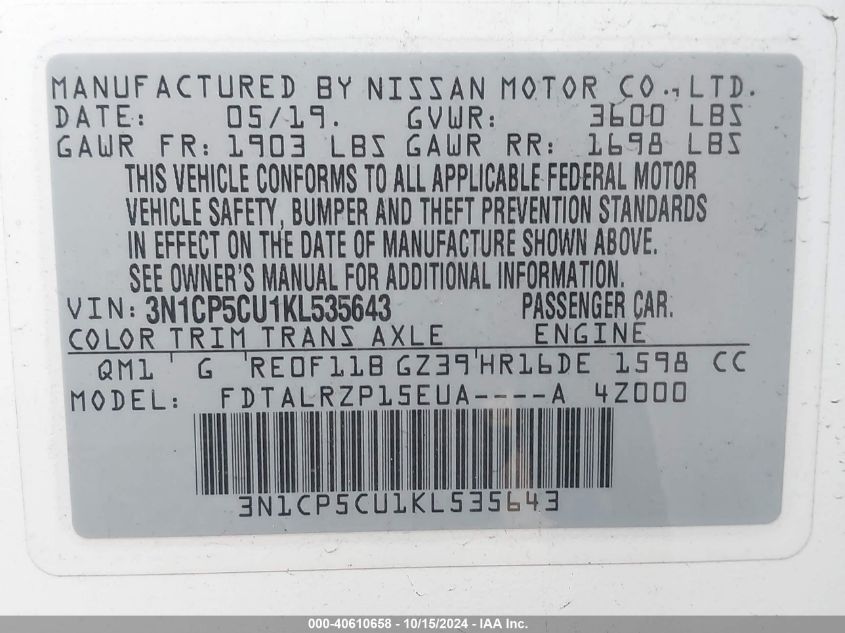 MANUFACTURED BY NISSAN MOTOR CO., LTD.
DATE: 05/19. GVWR: 3600 LBS
GAWR FR: 1903 LBS GAWR RR: 1698 LBS
THIS VEHICLE CONFORMS TO ALL APPLICABLE FEDERAL MOTOR
VEHICLE SAFETY, BUMPER AND THEFT PREVENTION STANDARDS
IN EFFECT ON THE DATE OF MANUFACTURE SHOWN ABOVE.
SEE OWNER'S MANUAL FOR ADDITIONAL INFORMATION.
VIN: 3N1CP5CU1KL535643 PASSENGER CAR.
COLOR TRIM TRANS AXLE ENGINE
QM1 ' G ' RE0F11B GZ39 ' HR16DE 1598 CC
MODEL: FDTALRZP15EUA----A 4Z000
3N1CP5CU1KL535643
000-40610658 - 10/15/2024 - IAA Inc.